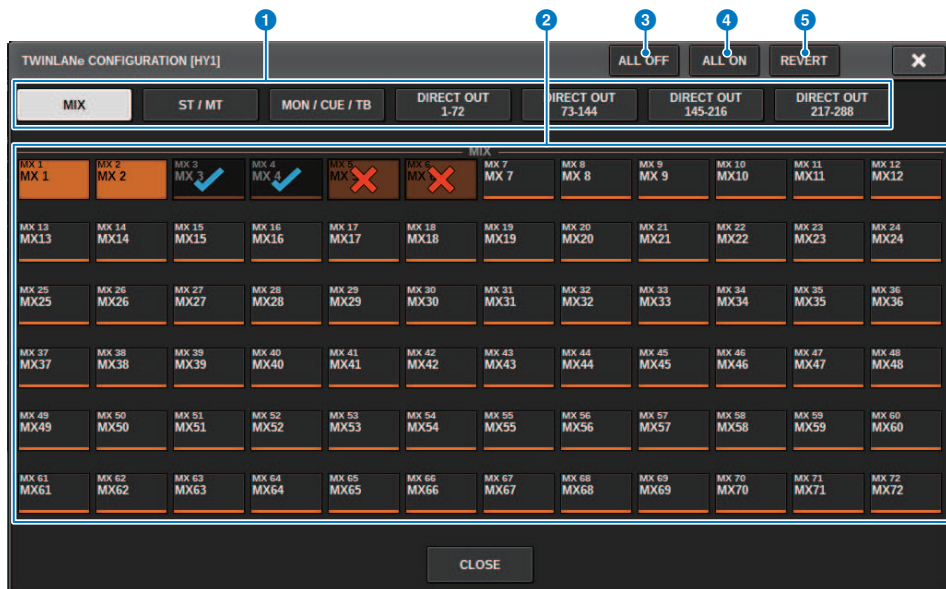 1 2 3 4 5
TWINLANe CONFIGURATION [HY1] ALL OFF ALL ON REVERT
MIX ST / MT MON / CUE / TB DIRECT OUT 1-72 DIRECT OUT 73-144 DIRECT OUT 145-216 DIRECT OUT 217-288
MIX
MX 1 MX 2 MX 3 MX 4 MX 5 MX 6 MX 7 MX 8 MX 9 MX 10 MX 11 MX 12
MX 1 MX 2 MX 3 MX 4 MX MX MX 7 MX 8 MX 9 MX10 MX11 MX12
MX 13 MX 14 MX 15 MX 16 MX 17 MX 18 MX 19 MX 20 MX 21 MX 22 MX 23 MX 24
MX13 MX14 MX15 MX16 MX17 MX18 MX19 MX20 MX21 MX22 MX23 MX24
MX 25 MX 26 MX 27 MX 28 MX 29 MX 30 MX 31 MX 32 MX 33 MX 34 MX 35 MX 36
MX25 MX26 MX27 MX28 MX29 MX30 MX31 MX32 MX33 MX34 MX35 MX36
MX 37 MX 38 MX 39 MX 40 MX 41 MX 42 MX 43 MX 44 MX 45 MX 46 MX 47 MX 48
MX37 MX38 MX39 MX40 MX41 MX42 MX43 MX44 MX45 MX46 MX47 MX48
MX 49 MX 50 MX 51 MX 52 MX 53 MX 54 MX 55 MX 56 MX 57 MX 58 MX 59 MX 60
MX49 MX50 MX51 MX52 MX53 MX54 MX55 MX56 MX57 MX58 MX59 MX60
MX 61 MX 62 MX 63 MX 64 MX 65 MX 66 MX 67 MX 68 MX 69 MX 70 MX 71 MX 72
MX61 MX62 MX63 MX64 MX65 MX66 MX67 MX68 MX69 MX70 MX71 MX72
CLOSE